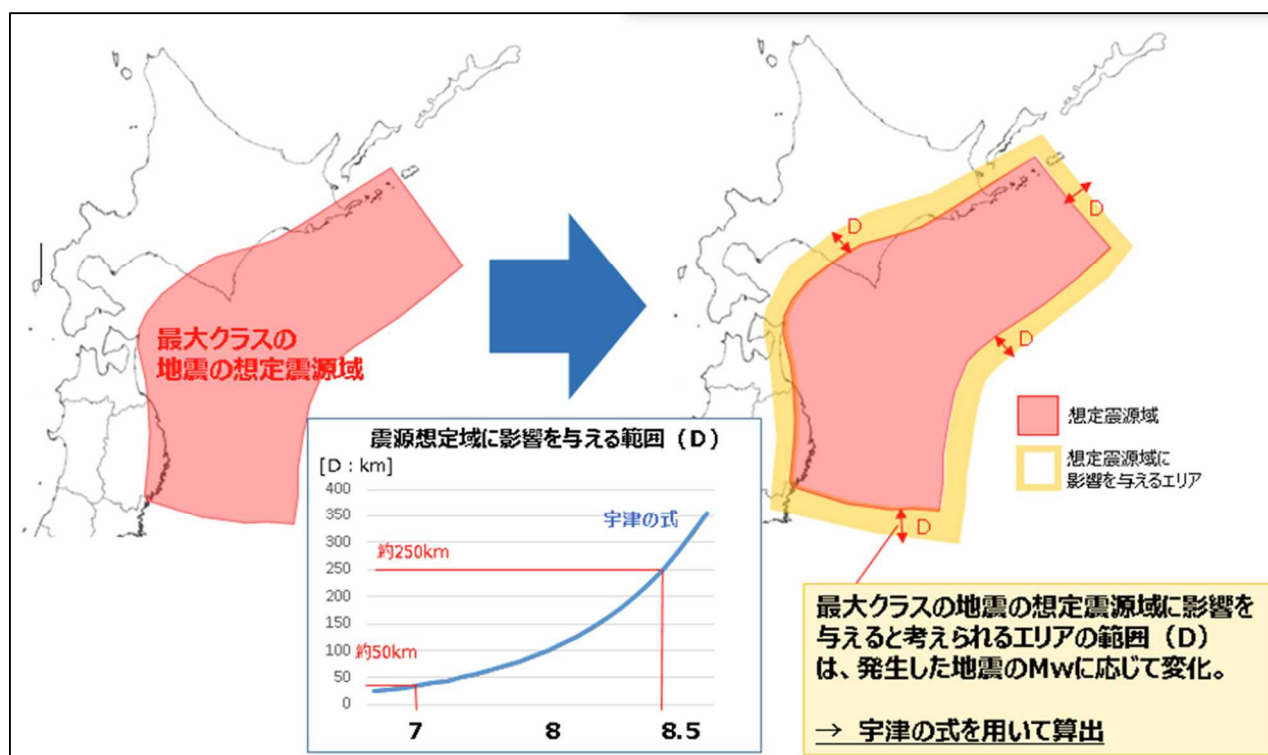 最大クラスの
地震の想定震源域
震源想定域に影響を与える範囲（D）
[D：km]
400
350
300
250
200
150
100
50
0
宇津の式
約250km
約50km
7
8
8.5
D
D
D
D
想定震源域
想定震源域に
影響を与えるエリア
最大クラスの地震の想定震源域に影響を
与えると考えられるエリアの範囲（D）
は、発生した地震のMwに応じて変化。
→ 宇津の式を用いて算出